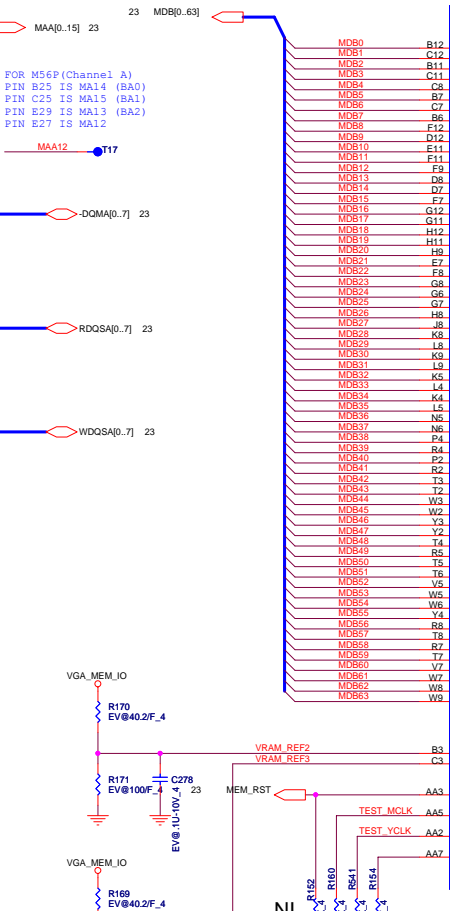 23 MDB[0..63]
MAA[0..15] 23
FOR M56P(Channel A)
PIN B25 IS MA14 (BA0)
PIN C25 IS MA15 (BA1)
PIN E29 IS MA13 (BA2)
PIN E27 IS MA12
MAA12 T17
-DQMA[0..7] 23
RDQSA[0..7] 23
WDQSA[0..7] 23
MDB0 B12
MDB1 C12
MDB2 B11
MDB3 C11
MDB4 C8
MDB5 B7
MDB6 C7
MDB7 B6
MDB8 F12
MDB9 D12
MDB10 E11
MDB11 F11
MDB12 F9
MDB13 D8
MDB14 D7
MDB15 F7
MDB16 G12
MDB17 G11
MDB18 H12
MDB19 H11
MDB20 H9
MDB21 E7
MDB22 F8
MDB23 G8
MDB24 G6
MDB25 G7
MDB26 H8
MDB27 J8
MDB28 K8
MDB29 L8
MDB30 K9
MDB31 L9
MDB32 K5
MDB33 L4
MDB34 K4
MDB35 L5
MDB36 N5
MDB37 N6
MDB38 P4
MDB39 R4
MDB40 P2
MDB41 R2
MDB42 T3
MDB43 T2
MDB44 W3
MDB45 W2
MDB46 Y3
MDB47 Y2
MDB48 T4
MDB49 R5
MDB50 T5
MDB51 T6
MDB52 V5
MDB53 W5
MDB54 W6
MDB55 Y4
MDB56 R8
MDB57 T8
MDB58 R7
MDB59 T7
MDB60 V7
MDB61 W7
MDB62 W8
MDB63 W9
VGA_MEM_IO
R170
EV@40.2/F_4
VRAM_REF2 B3
VRAM_REF3 C3
R171
EV@100/F_4
C278
EV@.1U-10V_4
23 MEM_RST AA3
TEST_MCLK AA5
TEST_YCLK AA2
AA7
VGA_MEM_IO
R169
EV@40.2/F_4
R152
R160
R541
R154